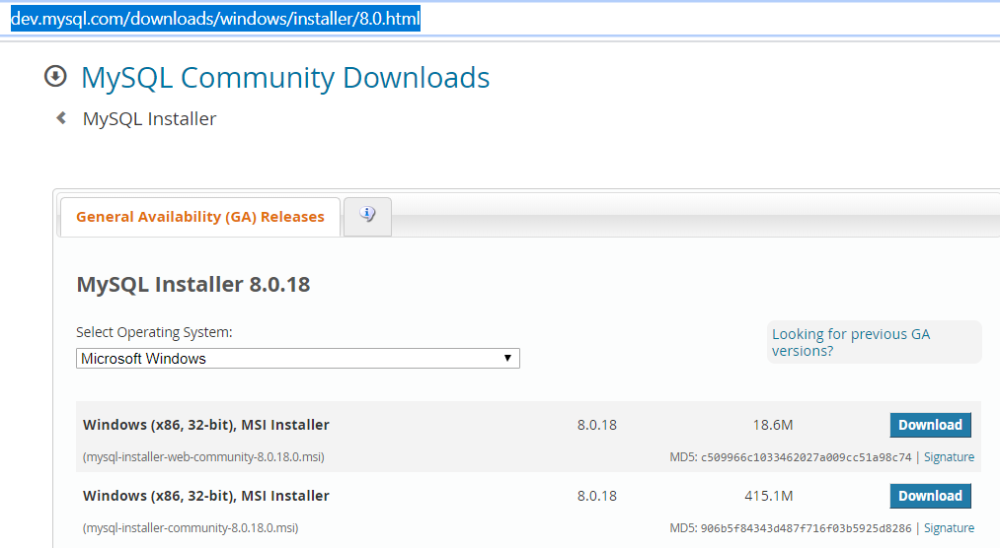 dev.mysql.com/downloads/windows/installer/8.0.html
MySQL Community Downloads
MySQL Installer
General Availability (GA) Releases
MySQL Installer 8.0.18
Select Operating System:
Looking for previous GA
versions?
Microsoft Windows
Windows (x86, 32-bit), MSI Installer 8.0.18 18.6M Download
(mysql-installer-web-community-8.0.18.0.msi) MD5: c509966c1033462027a009cc51a98c74 | Signature
Windows (x86, 32-bit), MSI Installer 8.0.18 415.1M Download
(mysql-installer-community-8.0.18.0.msi) MD5: 906b5f84343d487f716f03b5925d8286 | Signature